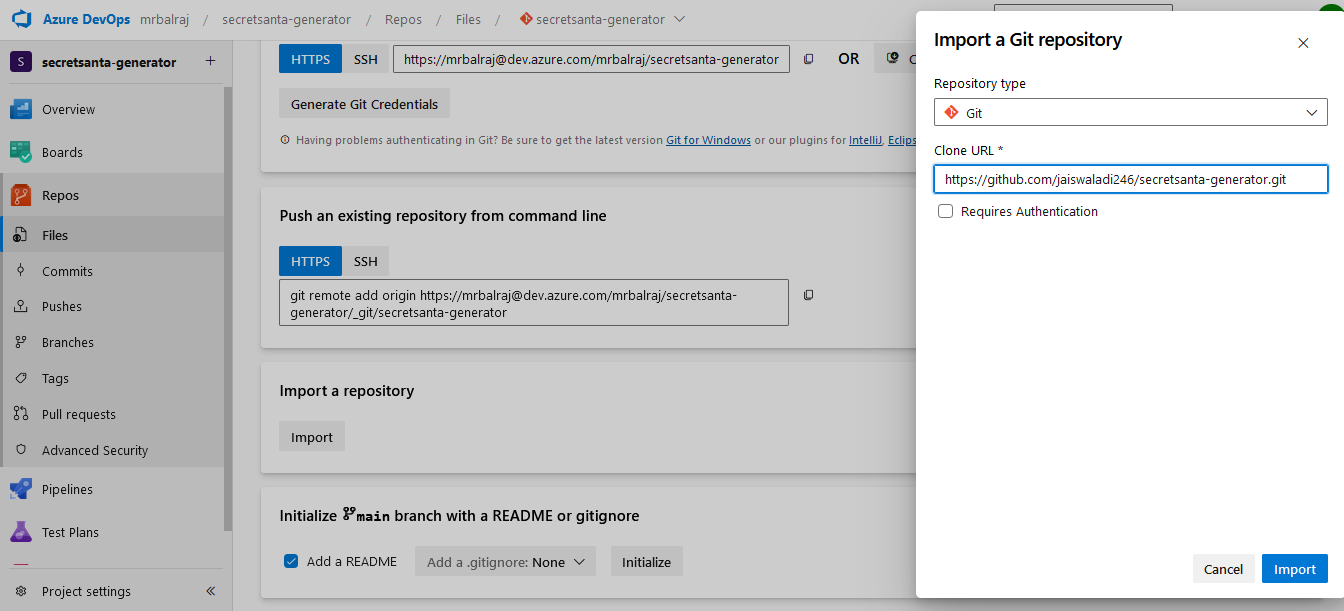 Azure DevOps mrbalraj / secretsanta-generator / Repos / Files / secretsanta-generator
S secretsanta-generator +
Overview
Boards
Repos
Files
Commits
Pushes
Branches
Tags
Pull requests
Advanced Security
Pipelines
Test Plans
Project settings
HTTPS SSH https://mrbalraj@dev.azure.com/mrbalraj/secretsanta-generator OR
Generate Git Credentials
Having problems authenticating in Git? Be sure to get the latest version Git for Windows or our plugins for IntelliJ, Eclips
Push an existing repository from command line
HTTPS SSH
git remote add origin https://mrbalraj@dev.azure.com/mrbalraj/secretsanta-
generator/_git/secretsanta-generator
Import a repository
Import
Initialize main branch with a README or gitignore
Add a README Add a .gitignore: None Initialize
Import a Git repository
Repository type
Git
Clone URL *
https://github.com/jaiswaladi246/secretsanta-generator.git
Requires Authentication
Cancel Import